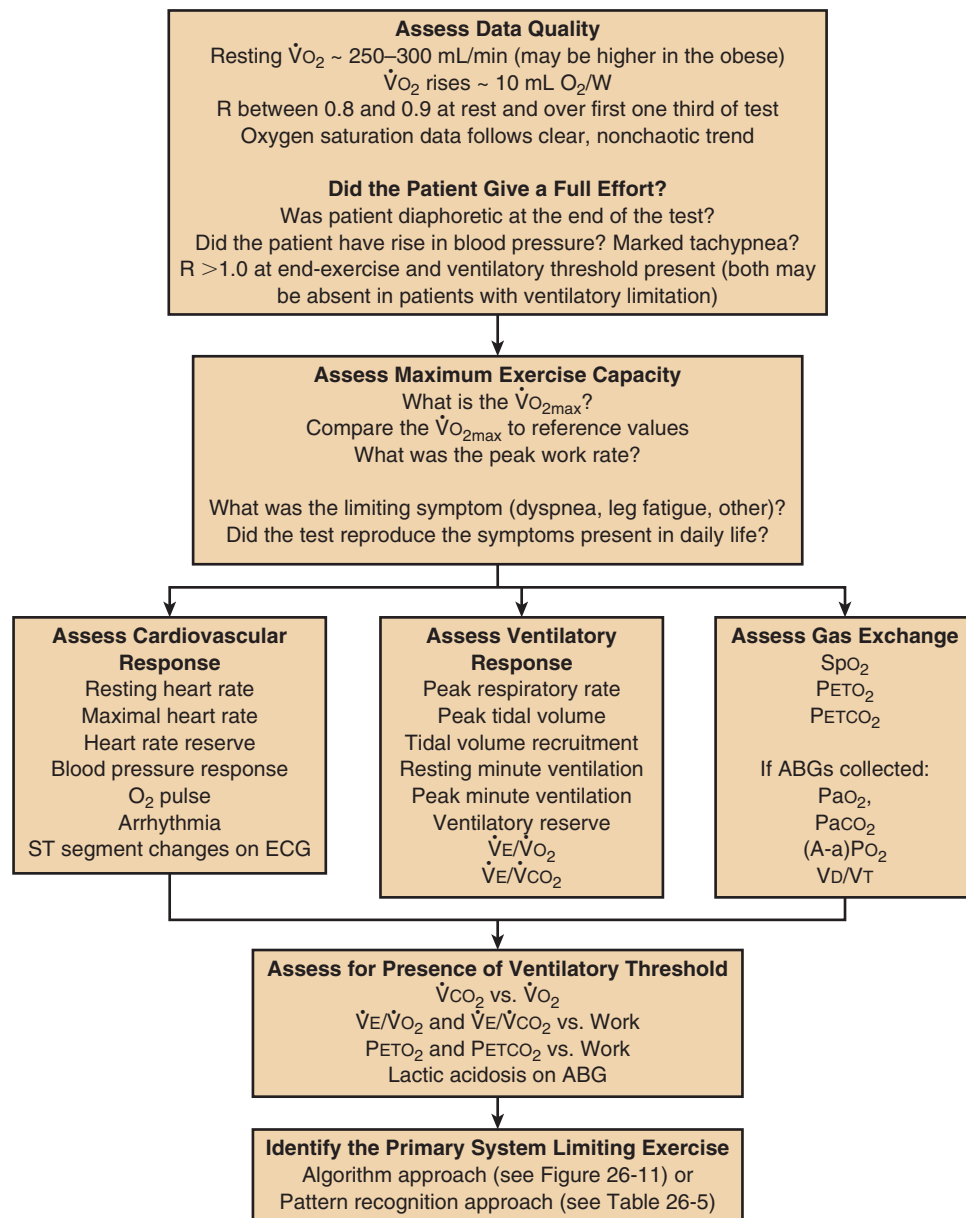 Assess Data Quality
Resting V̇O₂ ~ 250–300 mL/min (may be higher in the obese)
V̇O₂ rises ~ 10 mL O₂/W
R between 0.8 and 0.9 at rest and over first one third of test
Oxygen saturation data follows clear, nonchaotic trend
Did the Patient Give a Full Effort?
Was patient diaphoretic at the end of the test?
Did the patient have rise in blood pressure? Marked tachypnea?
R >1.0 at end-exercise and ventilatory threshold present (both may
be absent in patients with ventilatory limitation)
Assess Maximum Exercise Capacity
What is the V̇O₂max?
Compare the V̇O₂max to reference values
What was the peak work rate?
What was the limiting symptom (dyspnea, leg fatigue, other)?
Did the test reproduce the symptoms present in daily life?
Assess Cardiovascular
Response
Resting heart rate
Maximal heart rate
Heart rate reserve
Blood pressure response
O₂ pulse
Arrhythmia
ST segment changes on ECG
Assess Ventilatory
Response
Peak respiratory rate
Peak tidal volume
Tidal volume recruitment
Resting minute ventilation
Peak minute ventilation
Ventilatory reserve
V̇E/V̇O₂
V̇E/V̇CO₂
Assess Gas Exchange
SpO₂
PETO₂
PETCO₂
If ABGs collected:
PaO₂,
PaCO₂
(A-a)PO₂
VD/VT
Assess for Presence of Ventilatory Threshold
V̇CO₂ vs. V̇O₂
V̇E/V̇O₂ and V̇E/V̇CO₂ vs. Work
PETO₂ and PETCO₂ vs. Work
Lactic acidosis on ABG
Identify the Primary System Limiting Exercise
Algorithm approach (see Figure 26-11) or
Pattern recognition approach (see Table 26-5)